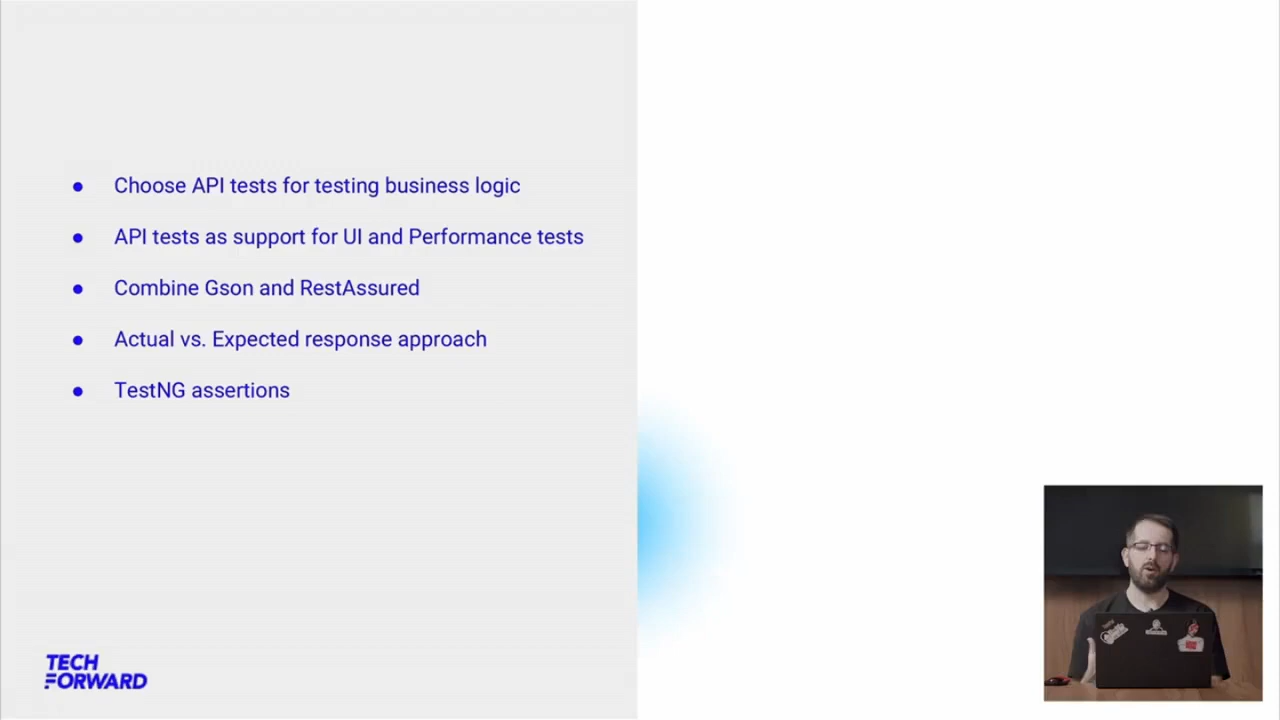 ● Choose API tests for testing business logic
● API tests as support for UI and Performance tests
● Combine Gson and RestAssured
● Actual vs. Expected response approach
● TestNG assertions
TECH
FORWARD